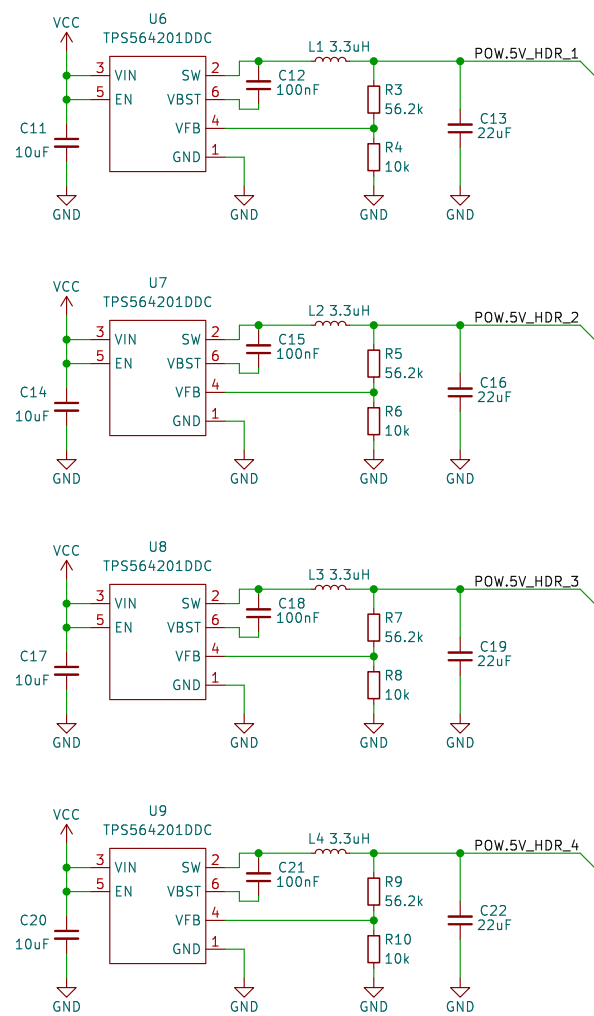 VCC
U6
TPS564201DDC
L1 3.3uH
POW.5V_HDR_1
3 VIN SW 2
C12
100nF
5 EN VBST 6
R3
56.2k
C11
10uF
VFB 4
C13
22uF
R4
10k
GND 1
GND GND GND GND
VCC
U7
TPS564201DDC
L2 3.3uH
POW.5V_HDR_2
3 VIN SW 2
C15
100nF
5 EN VBST 6
R5
56.2k
C14
10uF
VFB 4
C16
22uF
R6
10k
GND 1
GND GND GND GND
VCC
U8
TPS564201DDC
L3 3.3uH
POW.5V_HDR_3
3 VIN SW 2
C18
100nF
5 EN VBST 6
R7
56.2k
C17
10uF
VFB 4
C19
22uF
R8
10k
GND 1
GND GND GND GND
VCC
U9
TPS564201DDC
L4 3.3uH
POW.5V_HDR_4
3 VIN SW 2
C21
100nF
5 EN VBST 6
R9
56.2k
C20
10uF
VFB 4
C22
22uF
R10
10k
GND 1
GND GND GND GND